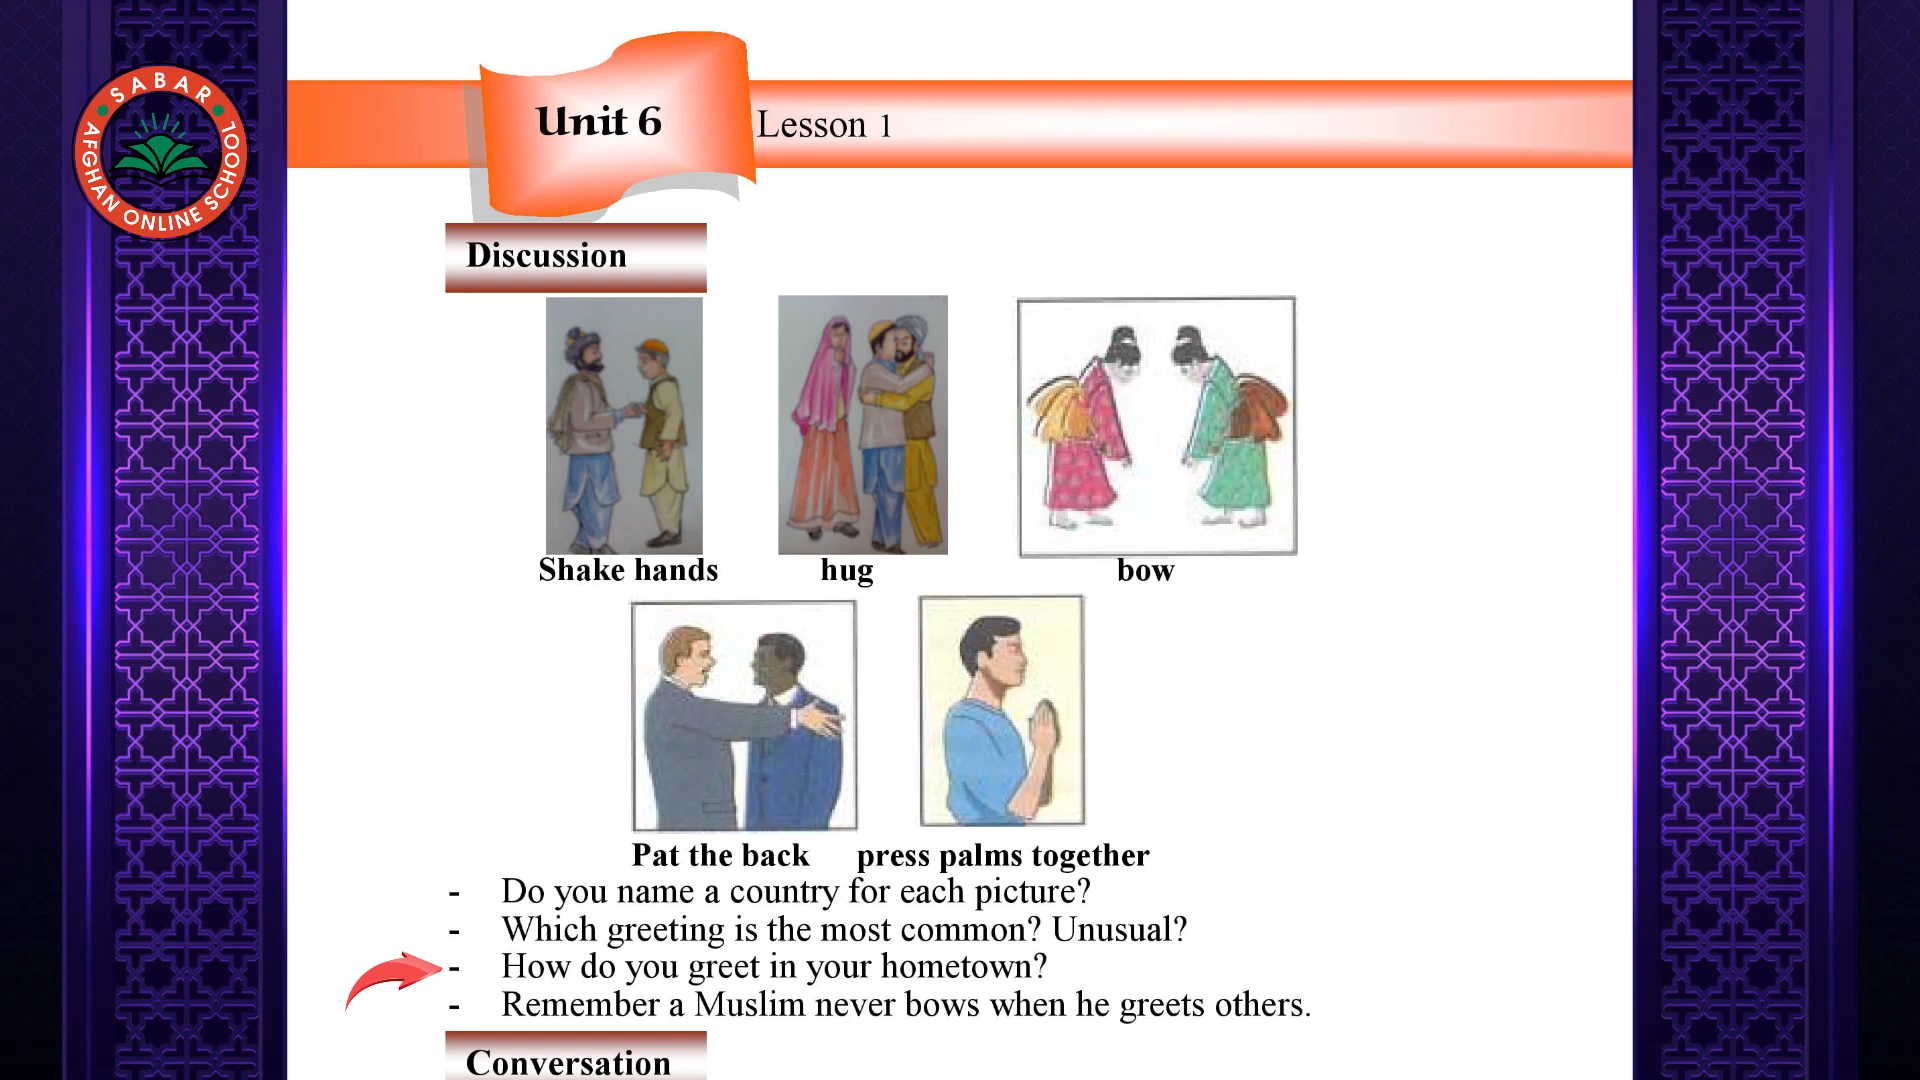 SABAR
AFGHAN ONLINE SCHOOL
Unit 6
Lesson 1
Discussion
Shake hands hug bow
Pat the back press palms together
- Do you name a country for each picture?
- Which greeting is the most common? Unusual?
- How do you greet in your hometown?
- Remember a Muslim never bows when he greets others.
Conversation